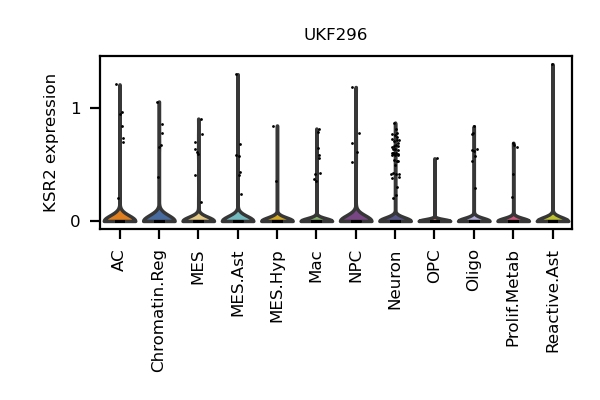 UKF296
KSR2 expression
1
0
AC
Chromatin.Reg
MES
MES.Ast
MES.Hyp
Mac
NPC
Neuron
OPC
Oligo
Prolif.Metab
Reactive.Ast